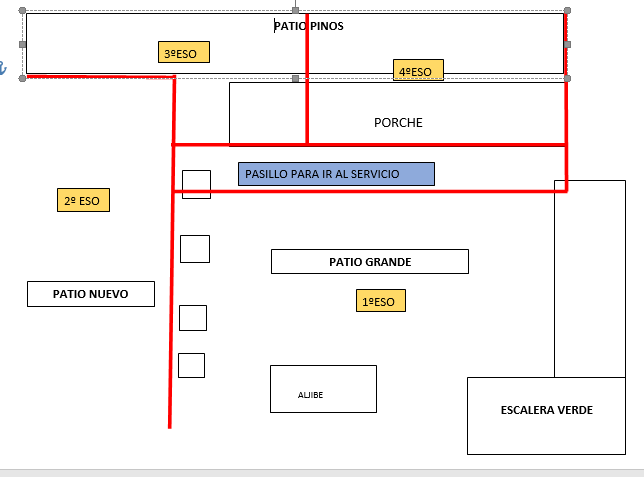 PATIO PINOS
3ºESO
4ºESO
PORCHE
PASILLO PARA IR AL SERVICIO
2º ESO
PATIO GRANDE
PATIO NUEVO
1ºESO
ALJIBE
ESCALERA VERDE